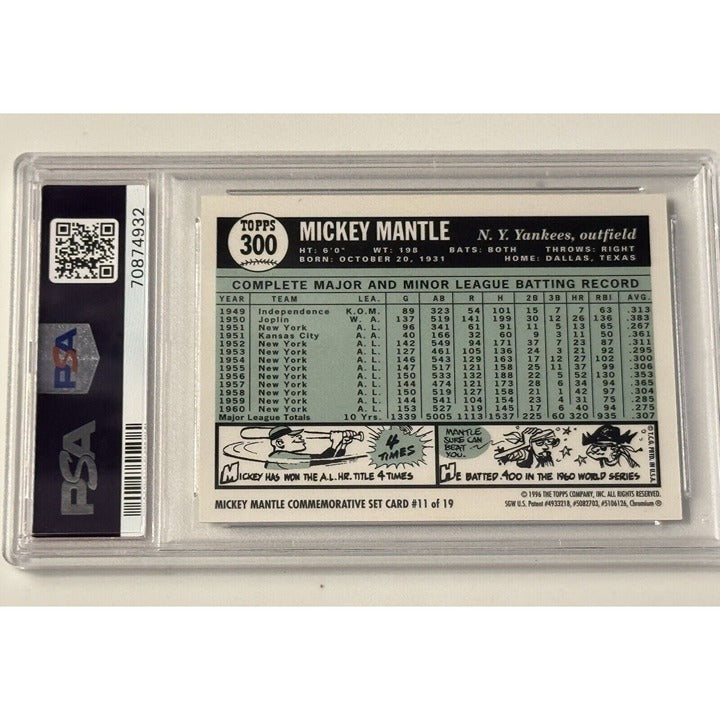 70874932
PSA
PSA
TOPPS
300
MICKEY MANTLE
N. Y. Yankees, outfield
HT: 6'0" WT: 198 BATS: BOTH THROWS: RIGHT
BORN: OCTOBER 20, 1931 HOME: DALLAS, TEXAS
COMPLETE MAJOR AND MINOR LEAGUE BATTING RECORD
YEAR TEAM LEA. G AB R H 2B 3B HR RBI AVG.
1949 Independence K.O.M. 89 323 54 101 15 7 7 63 .313
1950 Joplin W. A. 137 519 141 199 30 12 26 136 .383
1951 New York A. L. 96 341 61 91 11 5 13 65 .267
1951 Kansas City A. A. 40 166 32 60 9 3 11 50 .361
1952 New York A. L. 142 549 94 171 37 7 23 87 .311
1953 New York A. L. 127 461 105 136 24 3 21 92 .295
1954 New York A. L. 146 543 129 163 17 12 27 102 .300
1955 New York A. L. 147 517 121 158 25 11 37 99 .306
1956 New York A. L. 150 533 132 188 22 5 52
1957 New York A. L. 144 474 121 173 28 6 34 94 .365
1958 New York A. L. 150 519 127 158 21 1 42 97 .304
1959 New York A. L. 144 541 104 154 23 4 31 75 .285
1960 New York A. L. 153 527 119 145 17 6 40 94 .275
Major League Totals 10 Yrs. 1339 5005 1113 1537 225 60 320 935 .307
4
TIMES
MICKEY HAS WON THE A.L. HR. TITLE 4 TIMES
MANTLE
SURE CAN
BEAT
YOU.
HE BATTED .400 IN THE 1960 WORLD SERIES
© T.C.G. PRTD. IN U.S.A.
MICKEY MANTLE COMMEMORATIVE SET CARD #11 of 19
© 1996 THE TOPPS COMPANY, INC. ALL RIGHTS RESERVED.
SGW U.S. Patent #4933218, #5082703, #5106126, Chromium ®